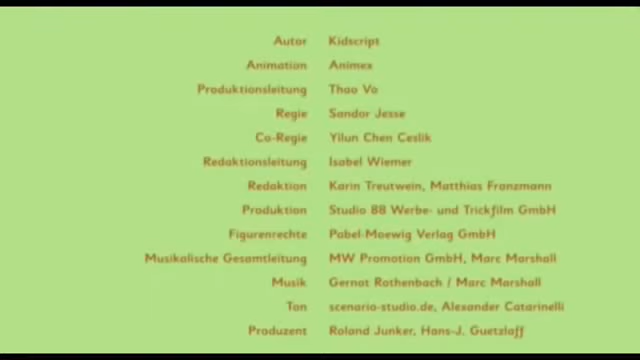 Autor Kidscript
Animation Animex
Produktionsleitung Thao Vo
Regie Sandor Jesse
Co-Regie Yilun Chen Ceslik
Redaktionsleitung Isabel Wiemer
Redaktion Karin Treutwein, Matthias Franzmann
Produktion Studio 88 Werbe- und Trickfilm GmbH
Figurenrechte Pabel-Moewig Verlag GmbH
Musikalische Gesamtleitung MW Promotion GmbH, Marc Marshall
Musik Gernot Rothenbach / Marc Marshall
Ton scenario-studio.de, Alexander Catarinelli
Produzent Roland Junker, Hans-J. Guetzlaff